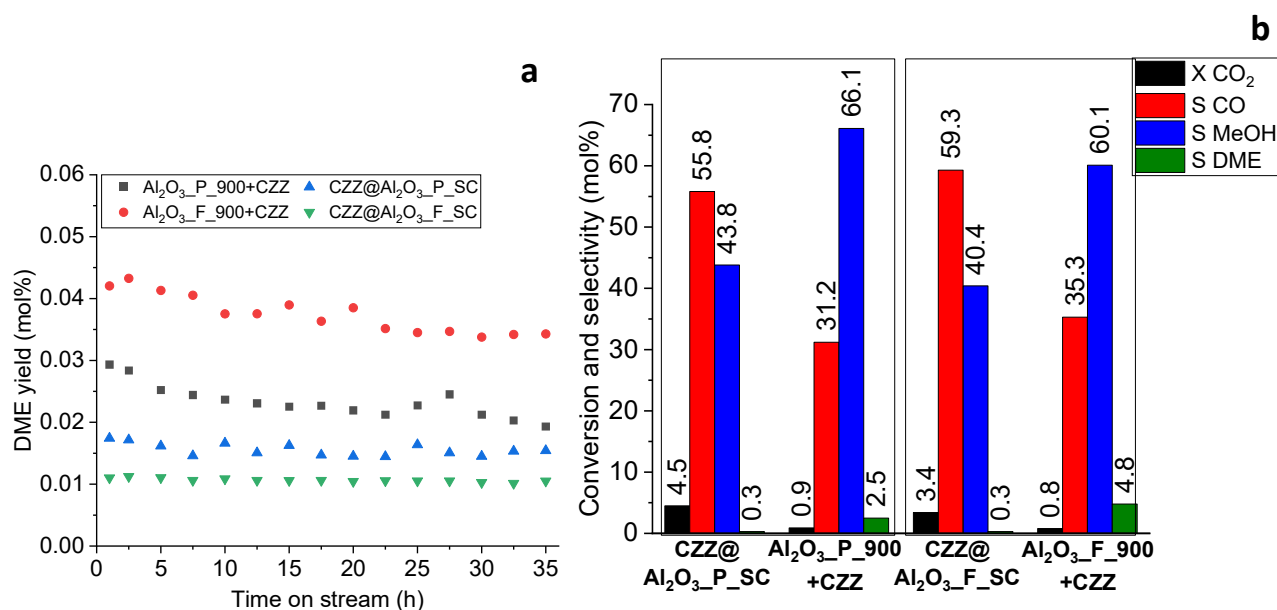 a
DME yield (mol%)
0.06
0.05
0.04
0.03
0.02
0.01
0.00
Al₂O₃_P_900+CZZ
CZZ@Al₂O₃_P_SC
Al₂O₃_F_900+CZZ
CZZ@Al₂O₃_F_SC
0 5 10 15 20 25 30 35
Time on stream (h)
b
Conversion and selectivity (mol%)
70
60
50
40
30
20
10
0
X CO₂
S CO
S MeOH
S DME
4.5 55.8 43.8 0.3
0.9 31.2 66.1 2.5
3.4 59.3 40.4 0.3
0.8 35.3 60.1 4.8
CZZ@
Al₂O₃_P_SC
Al₂O₃_P_900
+CZZ
CZZ@
Al₂O₃_F_SC
Al₂O₃_F_900
+CZZ